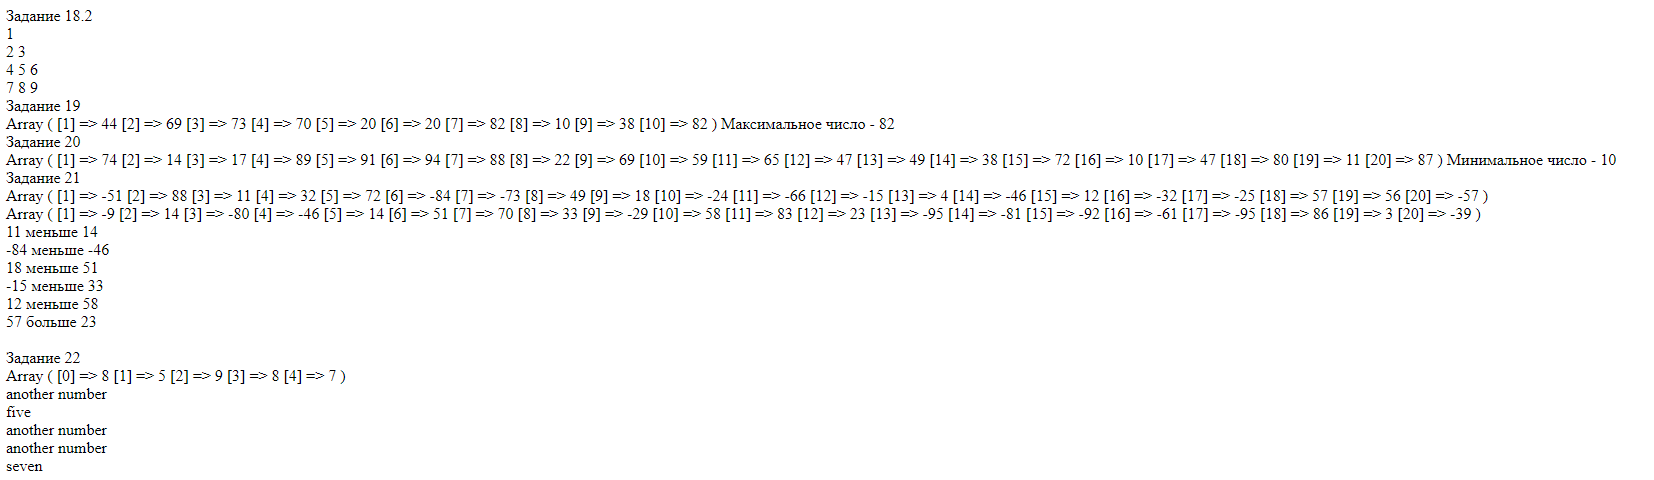 Задание 18.2
1
2 3
4 5 6
7 8 9
Задание 19
Array ( [1] => 44 [2] => 69 [3] => 73 [4] => 70 [5] => 20 [6] => 20 [7] => 82 [8] => 10 [9] => 38 [10] => 82 ) Максимальное число - 82
Задание 20
Array ( [1] => 74 [2] => 14 [3] => 17 [4] => 89 [5] => 91 [6] => 94 [7] => 88 [8] => 22 [9] => 69 [10] => 59 [11] => 65 [12] => 47 [13] => 49 [14] => 38 [15] => 72 [16] => 10 [17] => 47 [18] => 80 [19] => 11 [20] => 87 ) Минимальное число - 10
Задание 21
Array ( [1] => -51 [2] => 88 [3] => 11 [4] => 32 [5] => 72 [6] => -84 [7] => -73 [8] => 49 [9] => 18 [10] => -24 [11] => -66 [12] => -15 [13] => 4 [14] => -46 [15] => 12 [16] => -32 [17] => -25 [18] => 57 [19] => 56 [20] => -57 )
Array ( [1] => -9 [2] => 14 [3] => -80 [4] => -46 [5] => 14 [6] => 51 [7] => 70 [8] => 33 [9] => -29 [10] => 58 [11] => 83 [12] => 23 [13] => -95 [14] => -81 [15] => -92 [16] => -61 [17] => -95 [18] => 86 [19] => 3 [20] => -39 )
11 меньше 14
-84 меньше -46
18 меньше 51
-15 меньше 33
12 меньше 58
57 больше 23
Задание 22
Array ( [0] => 8 [1] => 5 [2] => 9 [3] => 8 [4] => 7 )
another number
five
another number
another number
seven